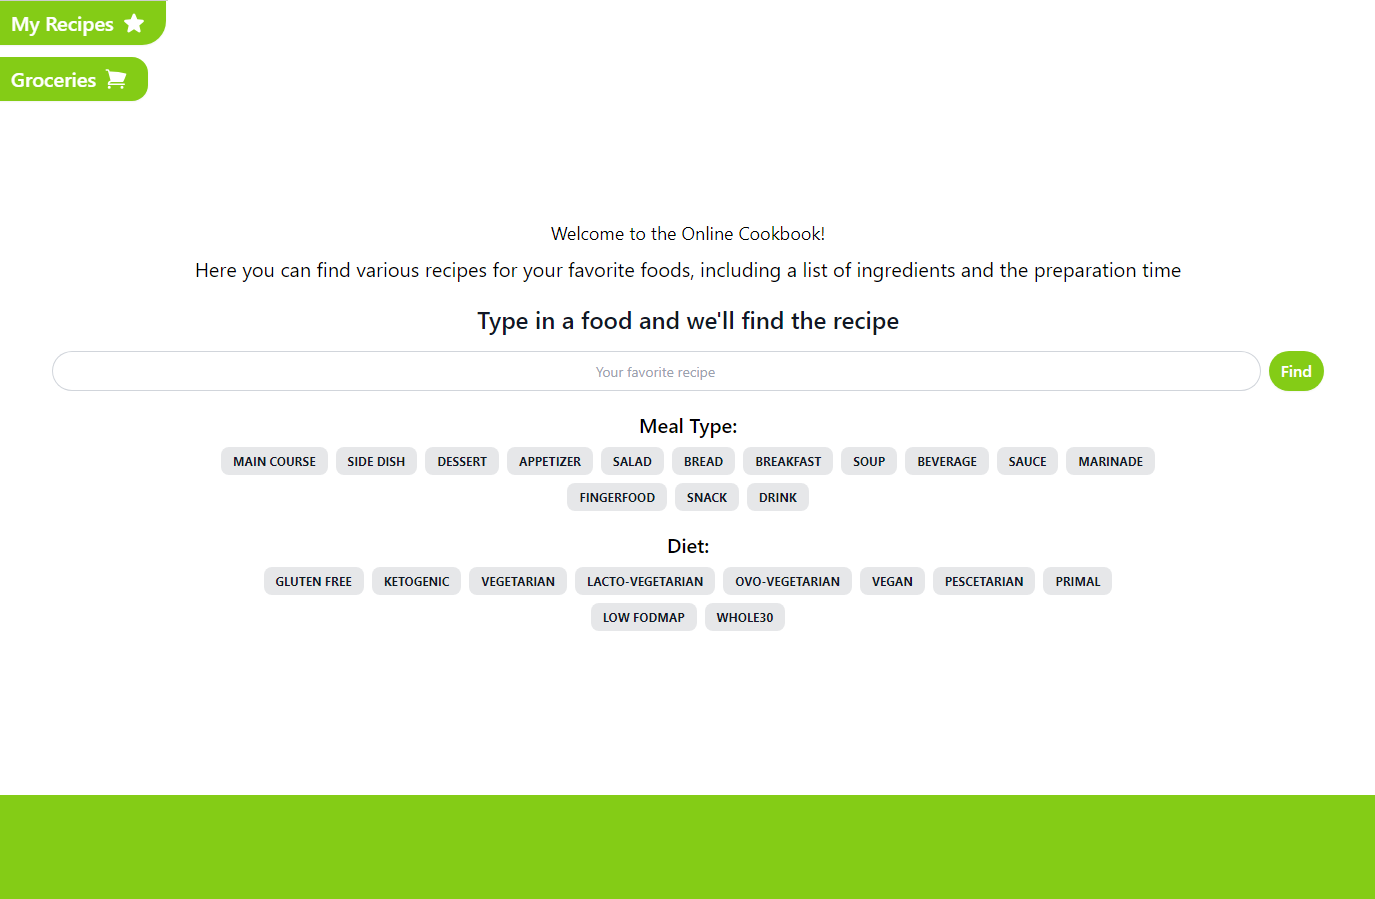 My Recipes
Groceries
Welcome to the Online Cookbook!
Here you can find various recipes for your favorite foods, including a list of ingredients and the preparation time
Type in a food and we'll find the recipe
Your favorite recipe Find
Meal Type:
MAIN COURSE SIDE DISH DESSERT APPETIZER SALAD BREAD BREAKFAST SOUP BEVERAGE SAUCE MARINADE
FINGERFOOD SNACK DRINK
Diet:
GLUTEN FREE KETOGENIC VEGETARIAN LACTO-VEGETARIAN OVO-VEGETARIAN VEGAN PESCETARIAN PRIMAL
LOW FODMAP WHOLE30